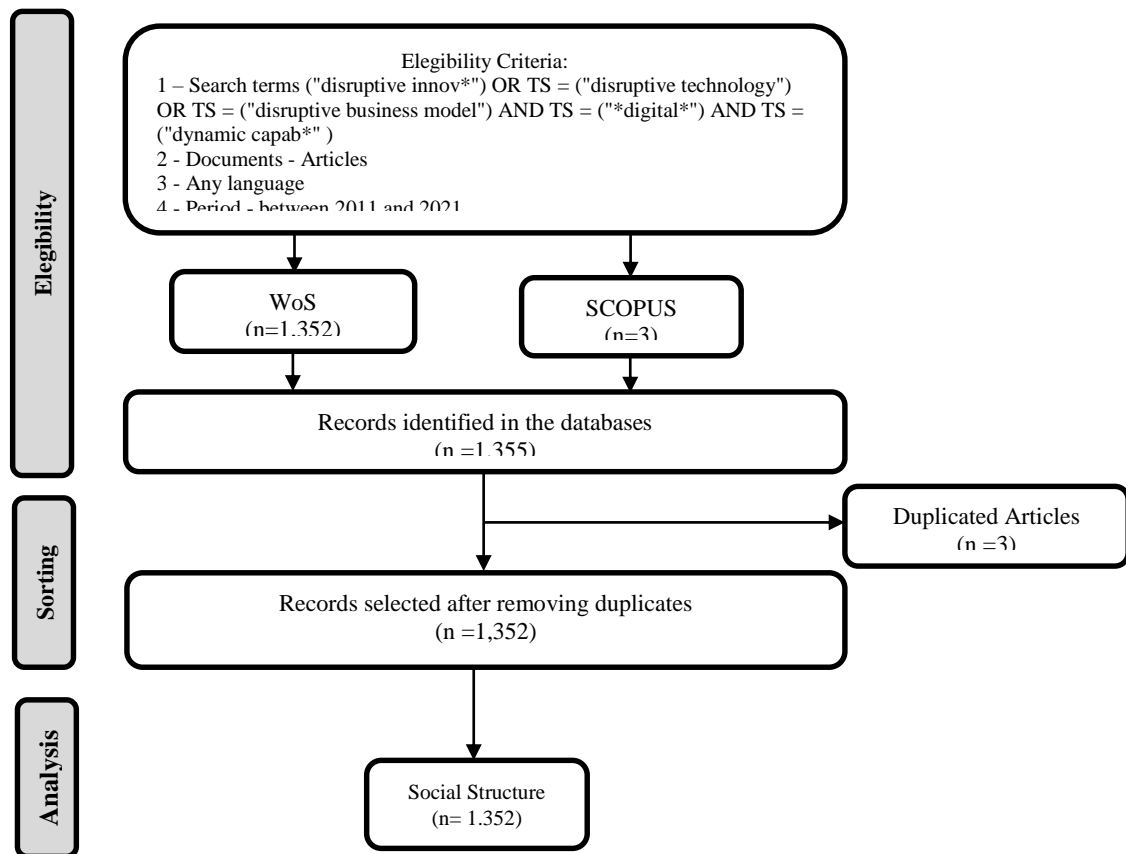 Elegibility
Elegibility Criteria:
1 – Search terms ("disruptive innov*") OR TS = ("disruptive technology")
OR TS = ("disruptive business model") AND TS = ("*digital*") AND TS =
("dynamic capab*" )
2 - Documents - Articles
3 - Any language
4 - Period - between 2011 and 2021
WoS
(n=1.352)
SCOPUS
(n=3)
Records identified in the databases
(n =1.355)
Sorting
Duplicated Articles
(n =3)
Records selected after removing duplicates
(n =1,352)
Analysis
Social Structure
(n= 1.352)